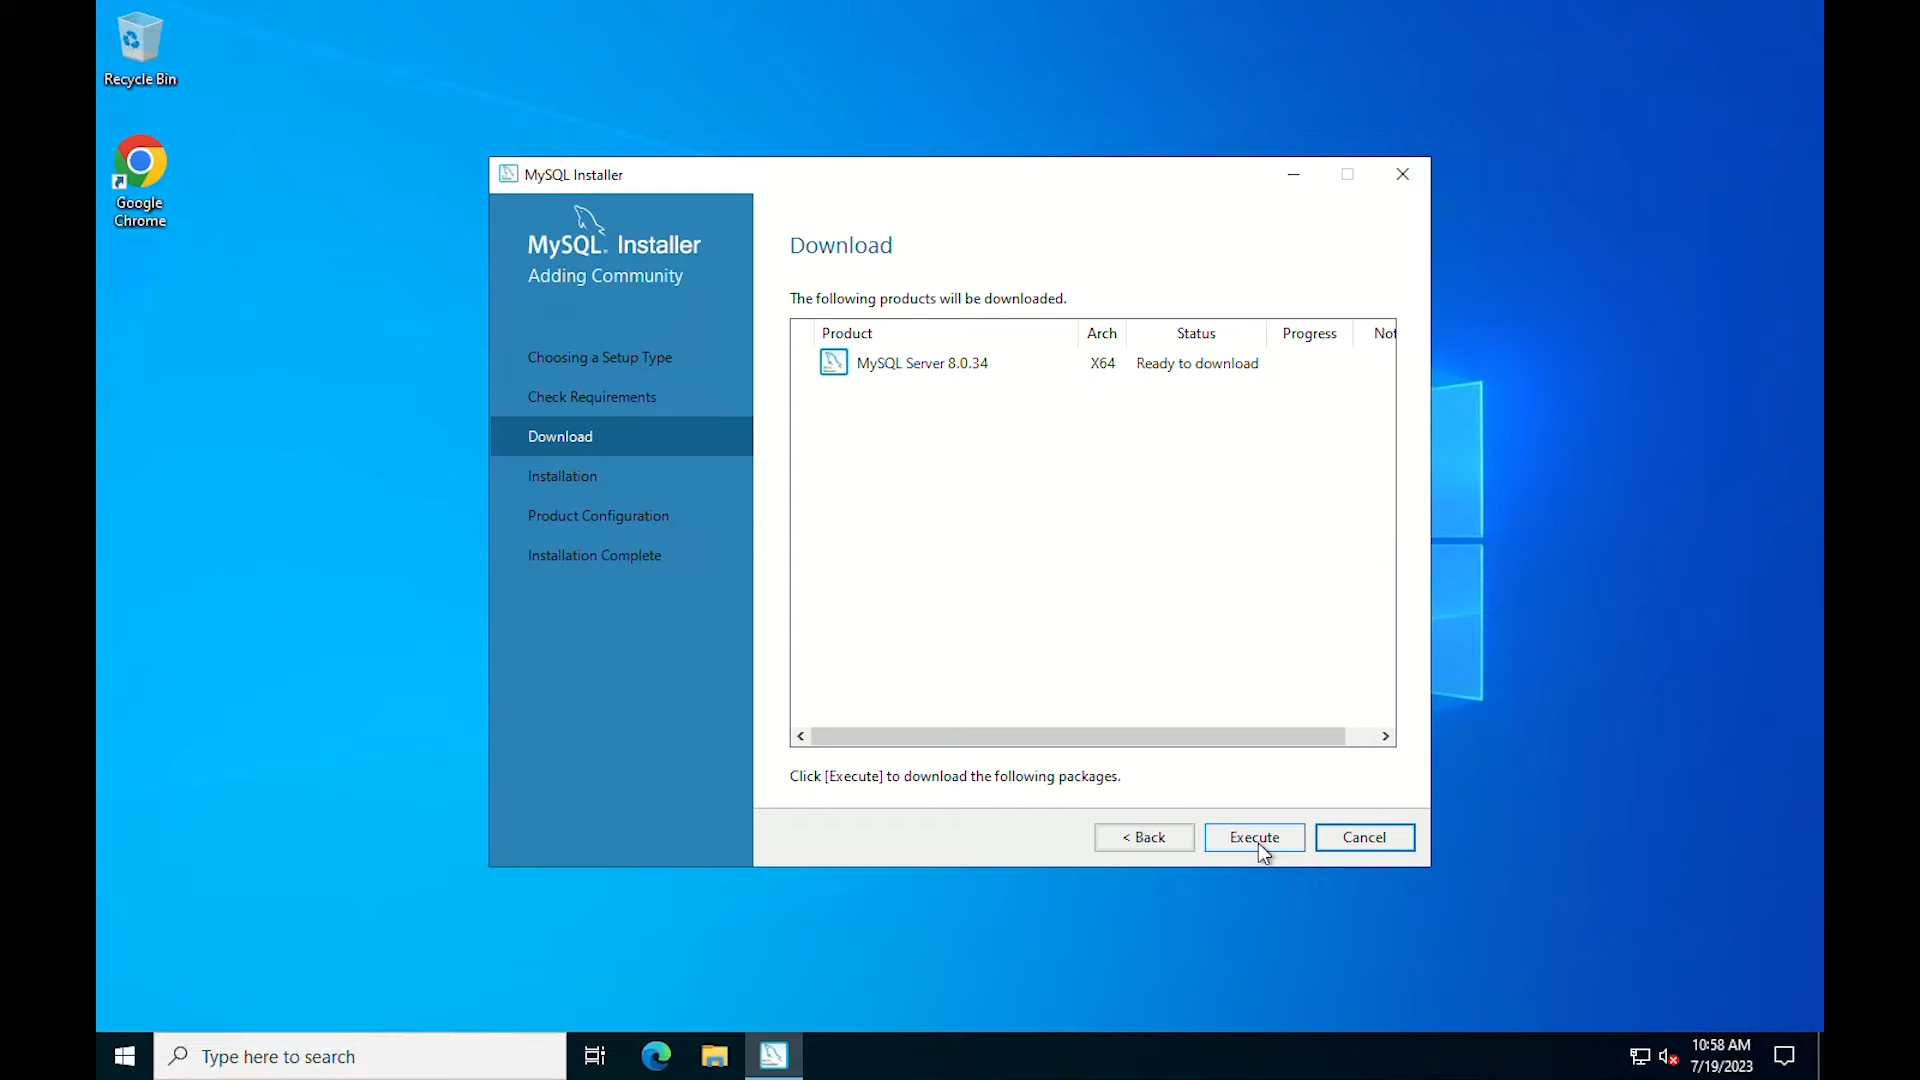 Recycle Bin
Google
Chrome
MySQL Installer
MySQL. Installer
Adding Community
Choosing a Setup Type
Check Requirements
Download
Installation
Product Configuration
Installation Complete
Download
The following products will be downloaded.
Product Arch Status Progress Not
MySQL Server 8.0.34 X64 Ready to download
Click [Execute] to download the following packages.
< Back Execute Cancel
Type here to search
10:58 AM
7/19/2023